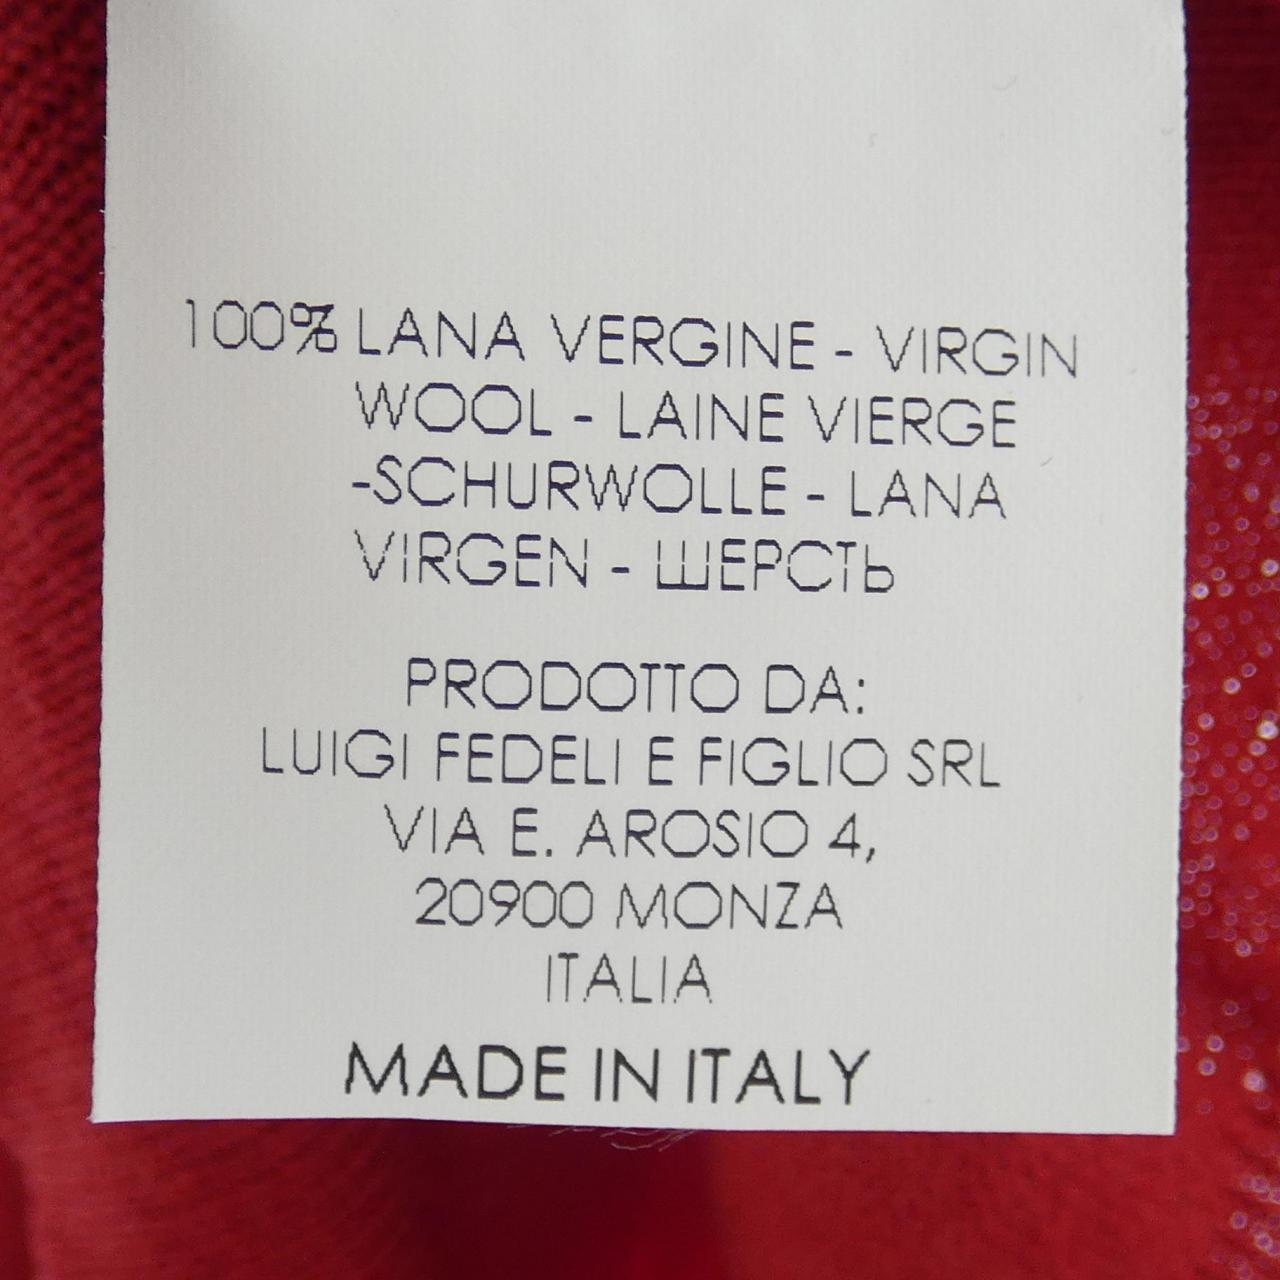 100% LANA VERGINE - VIRGIN
WOOL - LAINE VIERGE
-SCHURWOLLE - LANA
VIRGEN - ШЕРСТЬ
PRODOTTO DA:
LUIGI FEDELI E FIGLIO SRL
VIA E. AROSIO 4,
20900 MONZA
ITALIA
MADE IN ITALY